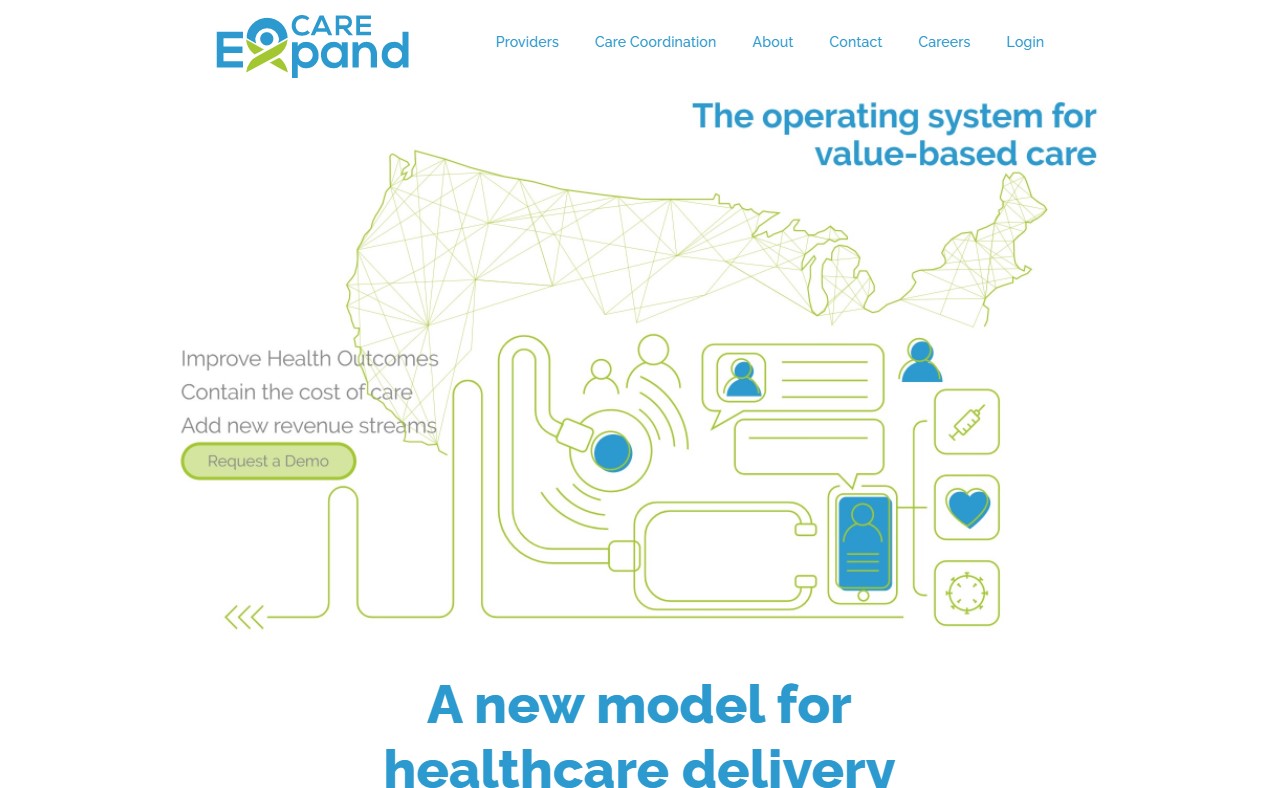 CARE
Expand
Providers
Care Coordination
About
Contact
Careers
Login
The operating system for
value-based care
Improve Health Outcomes
Contain the cost of care
Add new revenue streams
Request a Demo
A new model for
healthcare delivery